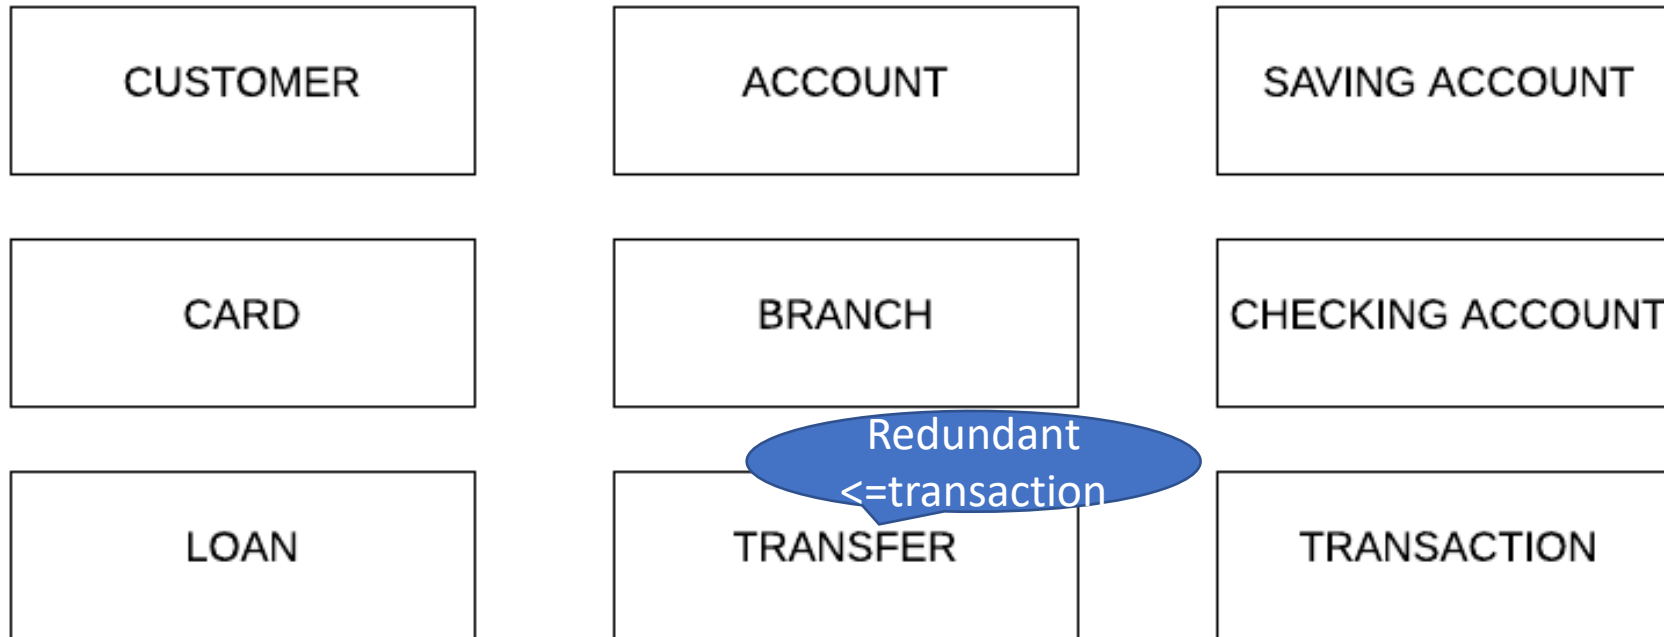 CUSTOMER
ACCOUNT
SAVING ACCOUNT
CARD
BRANCH
CHECKING ACCOUNT
Redundant
<=transaction
LOAN
TRANSFER
TRANSACTION